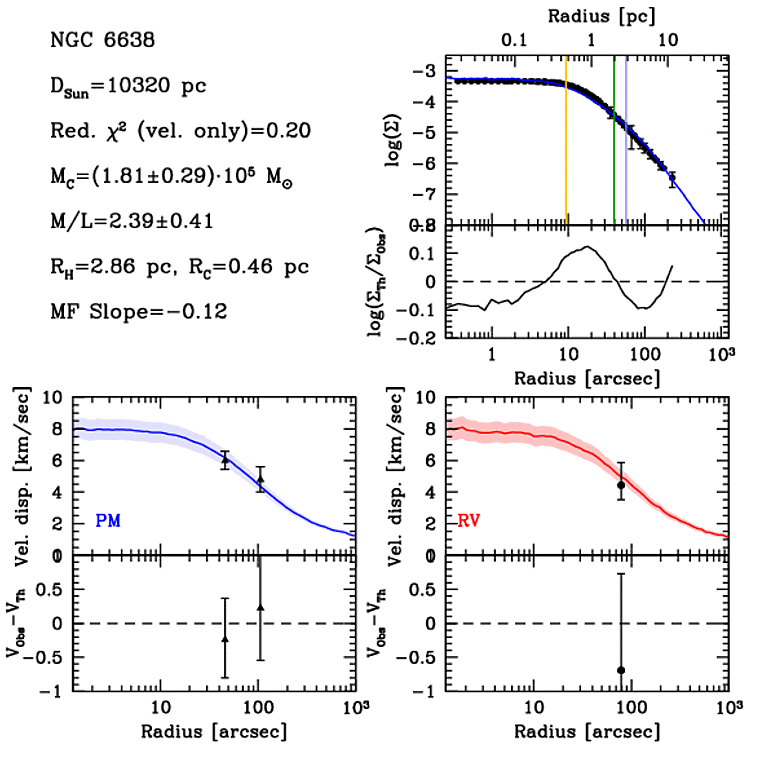 NGC 6638
D_Sun=10320 pc
Red. χ² (vel. only)=0.20
M_C=(1.81±0.29)·10⁵ M_⊙
M/L=2.39±0.41
R_H=2.86 pc, R_C=0.46 pc
MF Slope=−0.12
Radius [pc]
0.1 1 10
log(Σ)
−3
−4
−5
−6
−7
log(Σ_Th/Σ_Obs)
0.1
0
−0.1
−0.2
1 10 100 10³
Radius [arcsec]
Vel. disp. [km/sec]
10
8
6
4
2
0
PM
V_Obs−V_Th
0.5
0
−0.5
−1
10 100 10³
Radius [arcsec]
Vel. disp. [km/sec]
10
8
6
4
2
0
RV
V_Obs−V_Th
0.5
0
−0.5
−1
10 100 10³
Radius [arcsec]